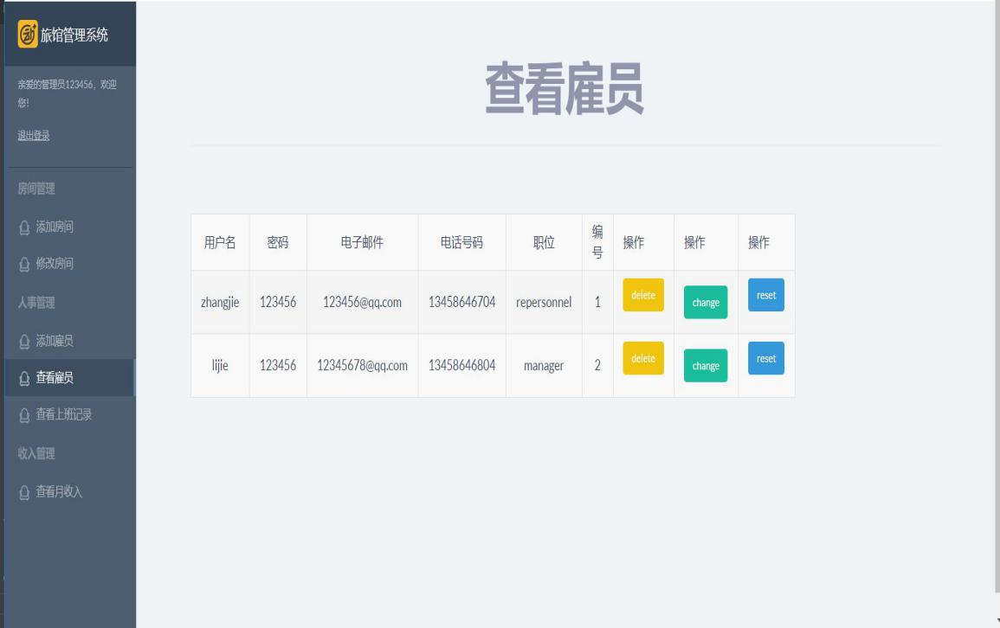 旅馆管理系统
亲爱的管理员123456，欢迎
您!
退出登录
房间管理
添加房间
修改房间
人事管理
添加雇员
查看雇员
查看上班记录
收入管理
查看月收入
查看雇员
用户名 密码 电子邮件 电话号码 职位 编号 操作 操作 操作
zhangjie 123456 123456@qq.com 13458646704 repersonnel 1 delete change reset
lijie 123456 12345678@qq.com 13458646804 manager 2 delete change reset